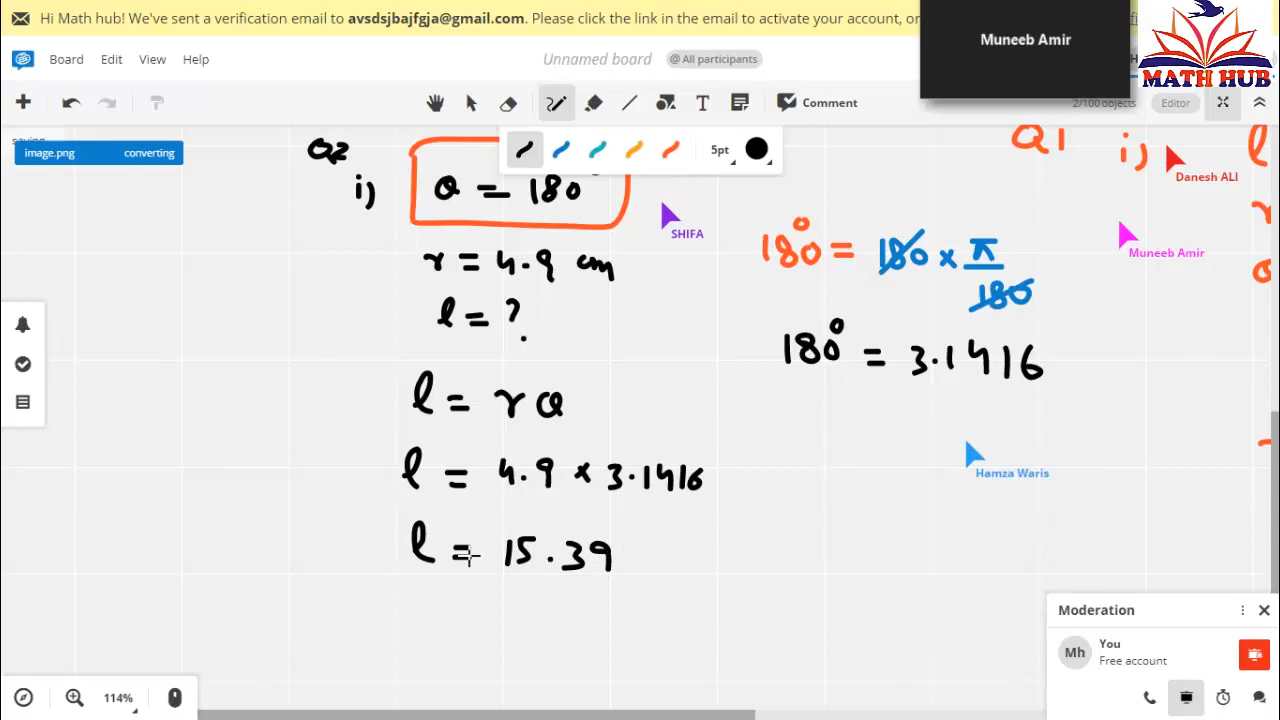 Hi Math hub! We've sent a verification email to avsdsjbajfgja@gmail.com. Please click the link in the email to activate your account, or
Muneeb Amir
MATH HUB
Board Edit View Help
Unnamed board
@ All participants
Comment
2/100 objects
Editor
image.png converting
5pt
Q2
i) θ = 180°
r = 4.9 cm
l = ?
l = rθ
l = 4.9 × 3.1416
l = 15.39
SHIFA
180° = 180 × π
180
180° = 3.1416
Q1 i) l
Danesh ALI
Muneeb Amir
Hamza Waris
Moderation
Mh
You
Free account
114%